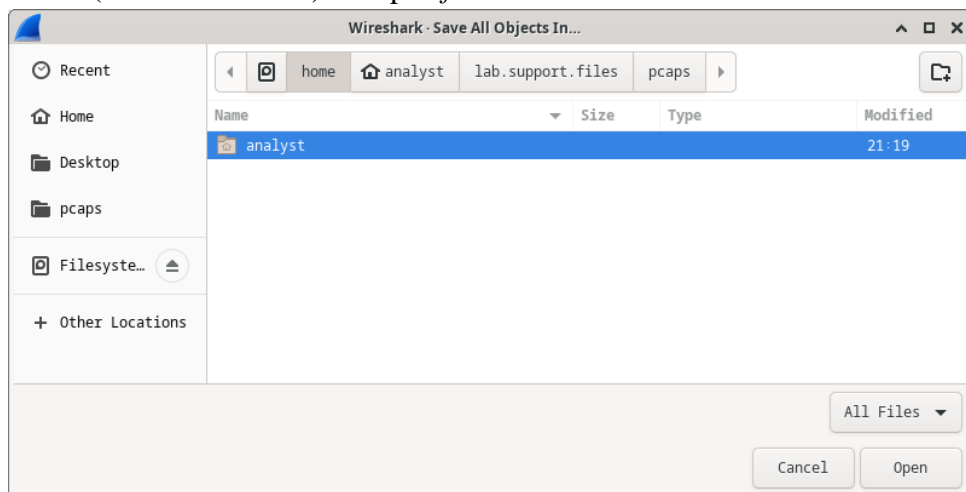 Wireshark · Save All Objects In...
Recent
Home
Desktop
pcaps
Filesyste…
+ Other Locations
home analyst lab.support.files pcaps
Name Size Type Modified
analyst 21:19
All Files
Cancel Open